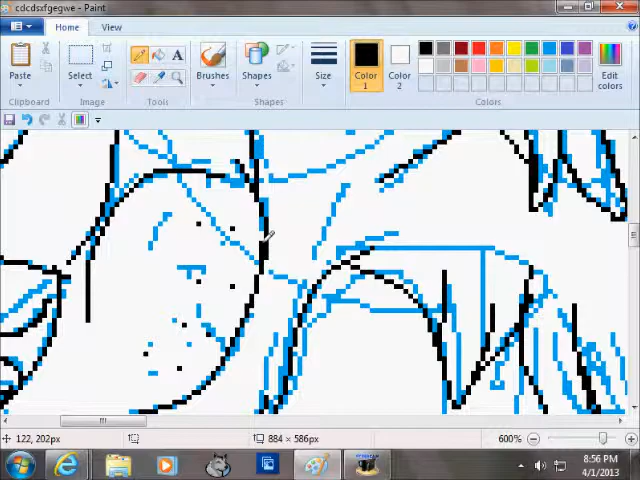 cdcdsxfgegwe - Paint
Home View
Paste Select Brushes Shapes Size Color 1 Color 2 Edit colors
Clipboard Image Tools Shapes Colors
122, 202px 884 × 586px 600%
8:56 PM
4/1/2013